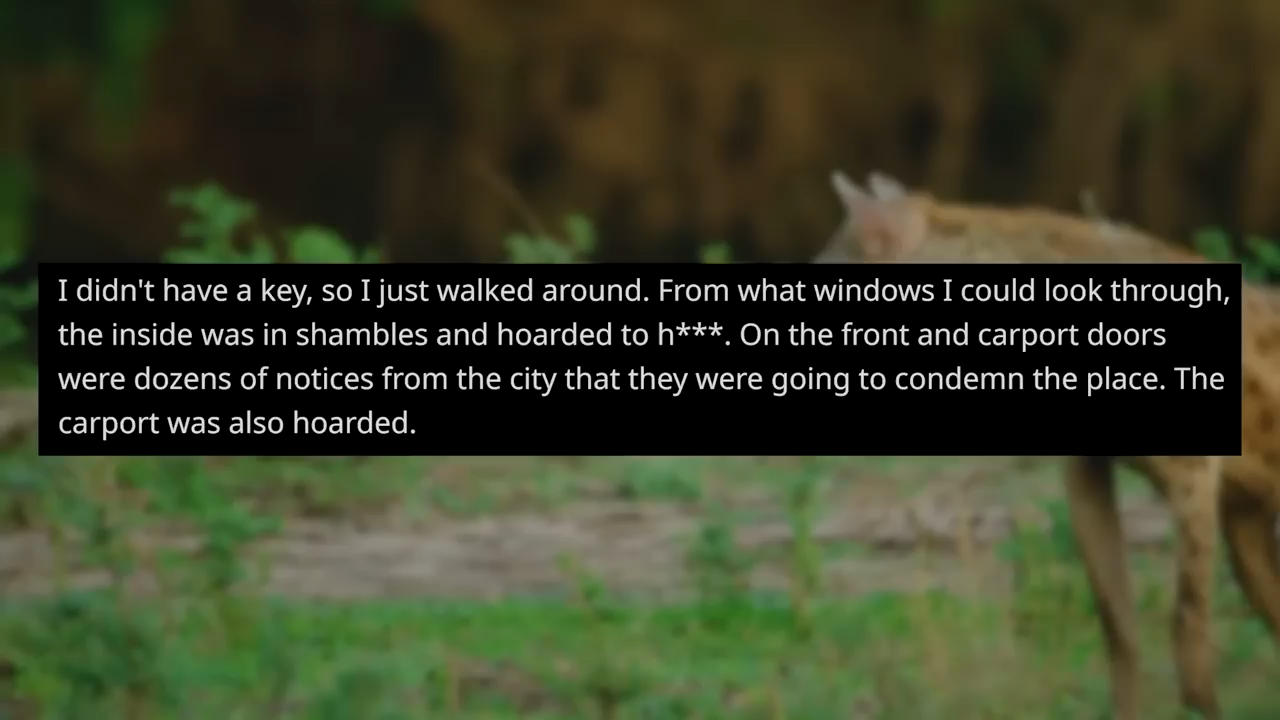 I didn't have a key, so I just walked around. From what windows I could look through,
the inside was in shambles and hoarded to h***. On the front and carport doors
were dozens of notices from the city that they were going to condemn the place. The
carport was also hoarded.